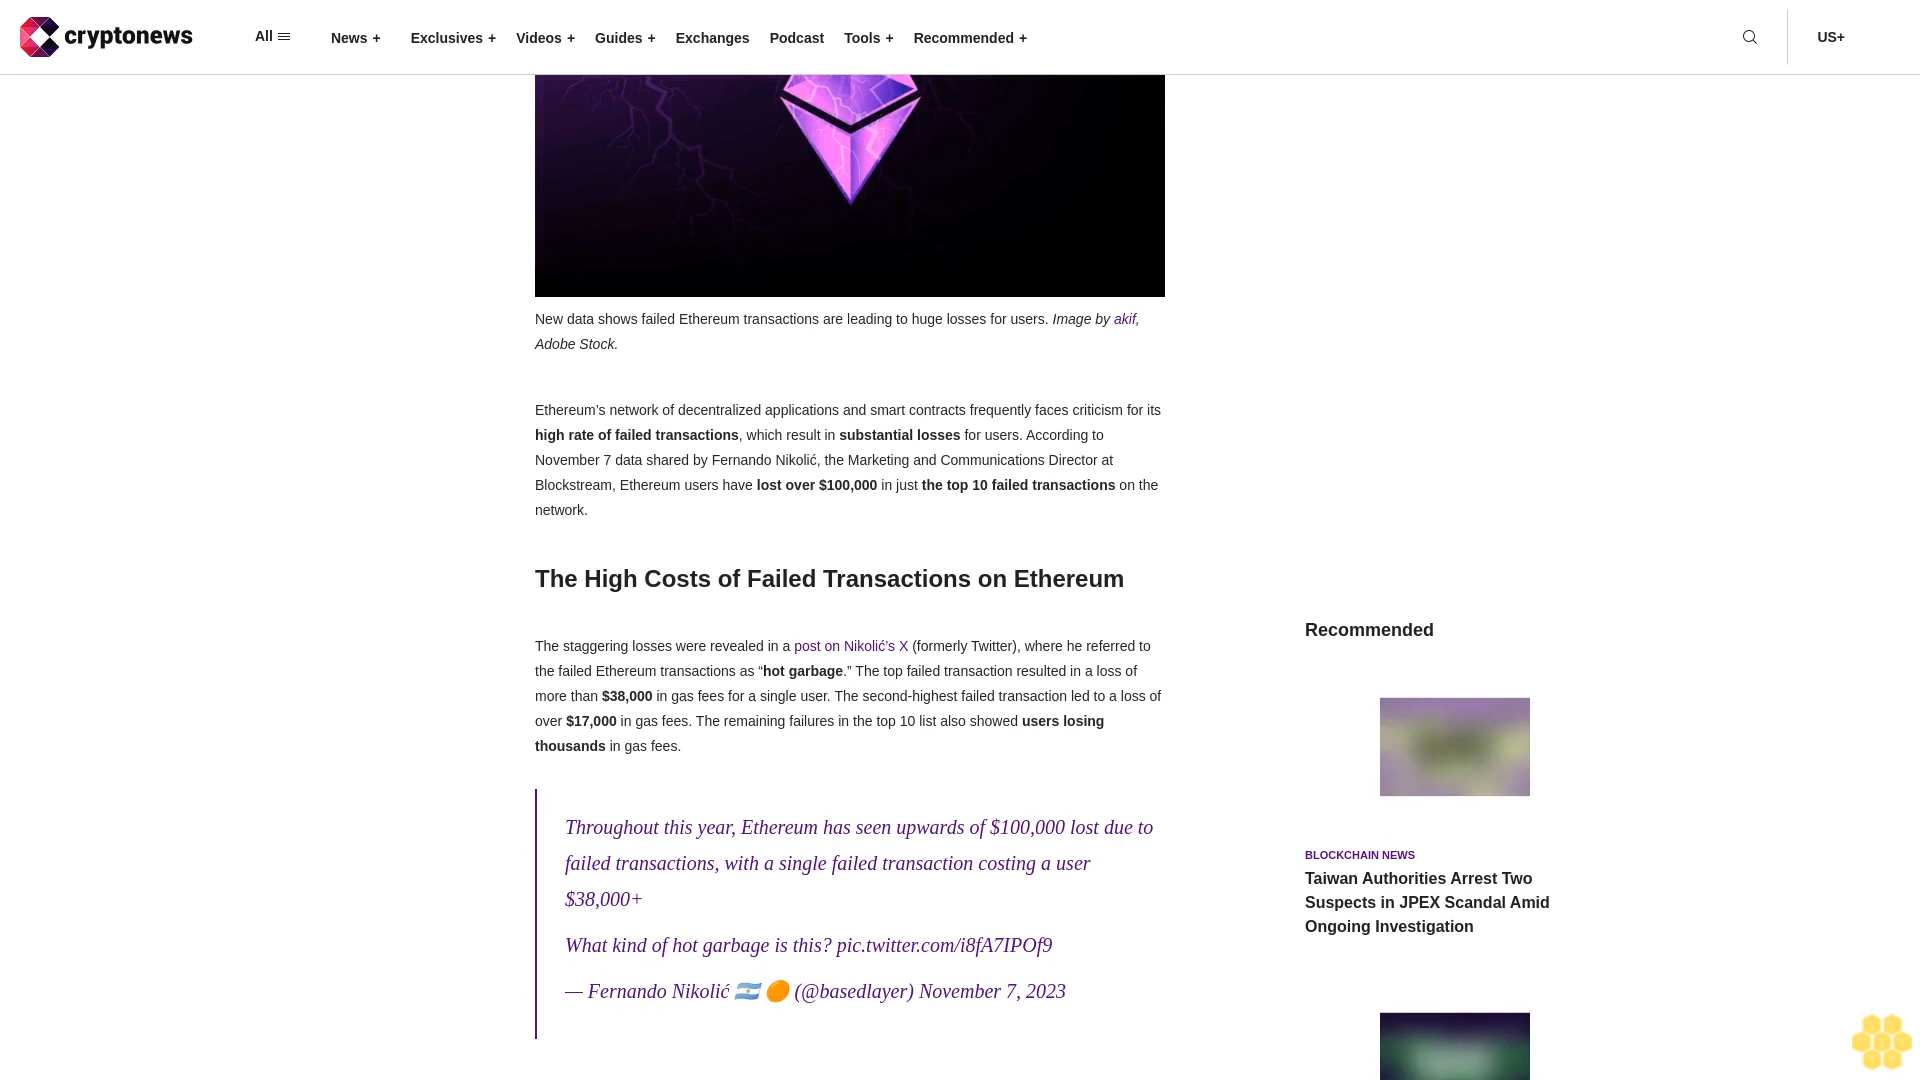 cryptonews
All
News +
Exclusives +
Videos +
Guides +
Exchanges
Podcast
Tools +
Recommended +
US+
New data shows failed Ethereum transactions are leading to huge losses for users. Image by akif,
Adobe Stock.
Ethereum’s network of decentralized applications and smart contracts frequently faces criticism for its
high rate of failed transactions, which result in substantial losses for users. According to
November 7 data shared by Fernando Nikolić, the Marketing and Communications Director at
Blockstream, Ethereum users have lost over $100,000 in just the top 10 failed transactions on the
network.
The High Costs of Failed Transactions on Ethereum
The staggering losses were revealed in a post on Nikolić’s X (formerly Twitter), where he referred to
the failed Ethereum transactions as “hot garbage.” The top failed transaction resulted in a loss of
more than $38,000 in gas fees for a single user. The second-highest failed transaction led to a loss of
over $17,000 in gas fees. The remaining failures in the top 10 list also showed users losing
thousands in gas fees.
Throughout this year, Ethereum has seen upwards of $100,000 lost due to
failed transactions, with a single failed transaction costing a user
$38,000+
What kind of hot garbage is this? pic.twitter.com/i8fA7IPOf9
— Fernando Nikolić 🇦🇷 🟠 (@basedlayer) November 7, 2023
Recommended
BLOCKCHAIN NEWS
Taiwan Authorities Arrest Two
Suspects in JPEX Scandal Amid
Ongoing Investigation